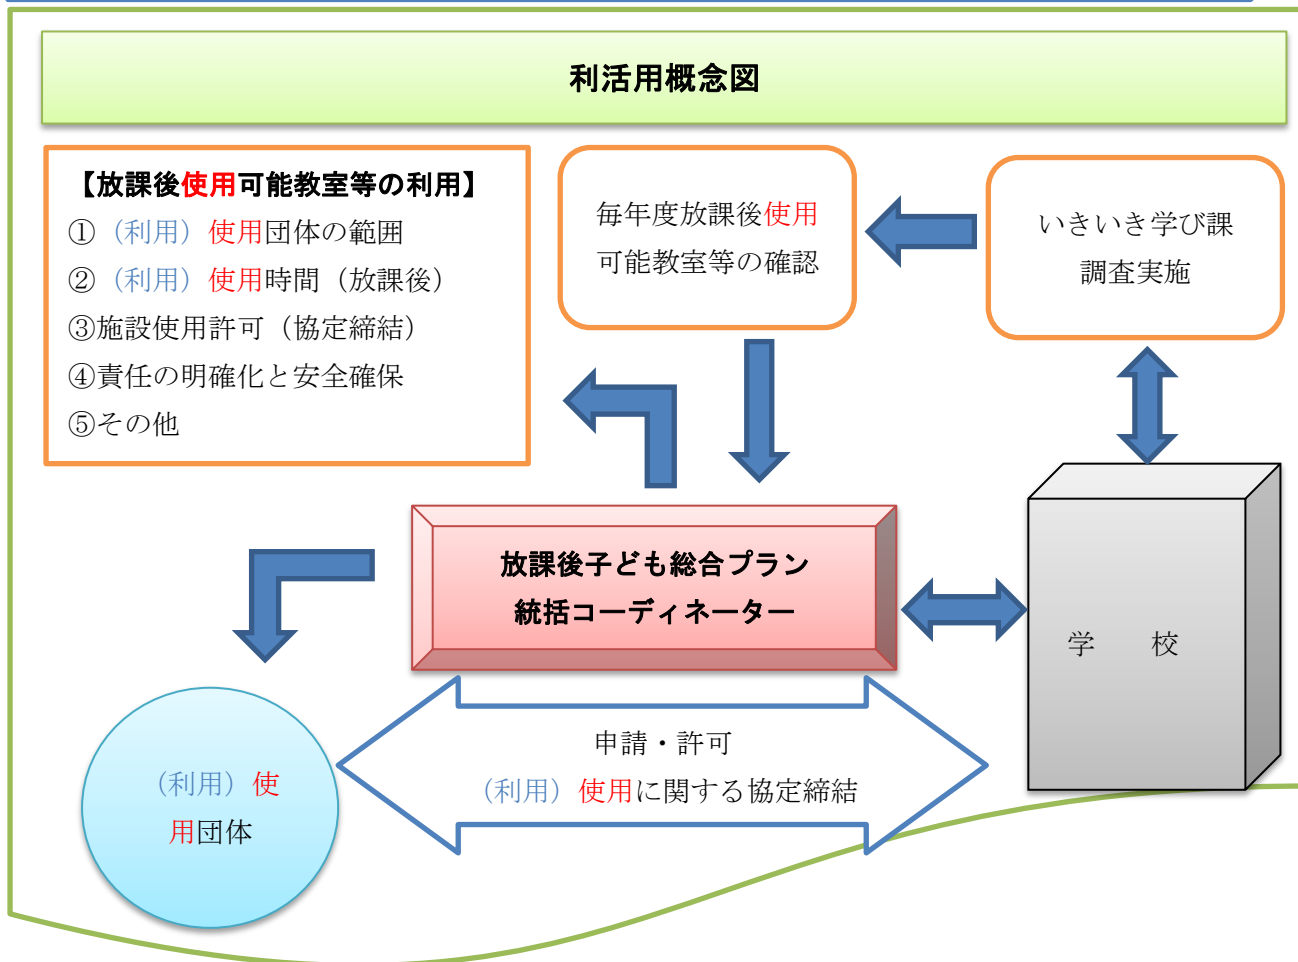 利活用概念図
【放課後使用可能教室等の利用】
①（利用）使用団体の範囲
②（利用）使用時間（放課後）
③施設使用許可（協定締結）
④責任の明確化と安全確保
⑤その他
毎年度放課後使用
可能教室等の確認
いきいき学び課
調査実施
放課後子ども総合プラン
統括コーディネーター
学　校
申請・許可
（利用）使用に関する協定締結
（利用）使
用団体